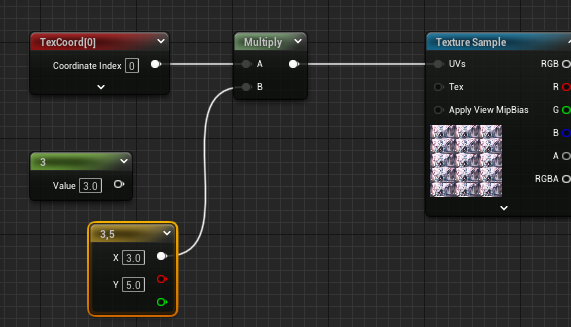 TexCoord[0]
Coordinate Index 0
Multiply
A
B
Texture Sample
UVs RGB
Tex R
Apply View MipBias G
B
A
RGBA
3
Value 3.0
3,5
X 3.0
Y 5.0